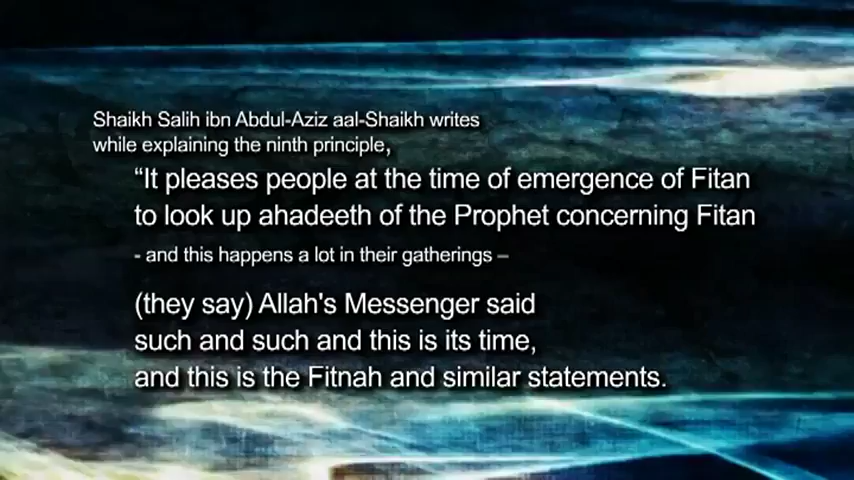 Shaikh Salih ibn Abdul-Aziz aal-Shaikh writes
while explaining the ninth principle,
“It pleases people at the time of emergence of Fitan
to look up ahadeeth of the Prophet concerning Fitan
- and this happens a lot in their gatherings –
(they say) Allah's Messenger said
such and such and this is its time,
and this is the Fitnah and similar statements.